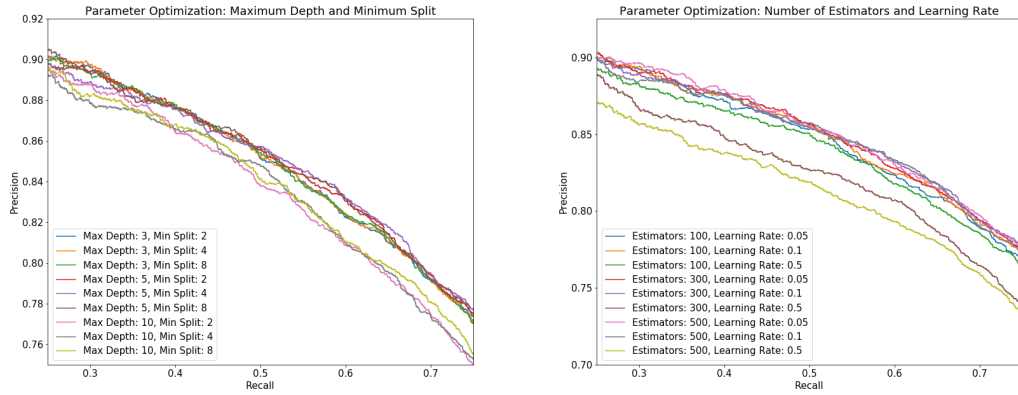 Parameter Optimization: Maximum Depth and Minimum Split
0.92
0.90
0.88
0.86
0.84
0.82
0.80
0.78
0.76
Precision
Max Depth: 3, Min Split: 2
Max Depth: 3, Min Split: 4
Max Depth: 3, Min Split: 8
Max Depth: 5, Min Split: 2
Max Depth: 5, Min Split: 4
Max Depth: 5, Min Split: 8
Max Depth: 10, Min Split: 2
Max Depth: 10, Min Split: 4
Max Depth: 10, Min Split: 8
0.3 0.4 0.5 0.6 0.7
Recall
Parameter Optimization: Number of Estimators and Learning Rate
0.90
0.85
0.80
0.75
0.70
Precision
Estimators: 100, Learning Rate: 0.05
Estimators: 100, Learning Rate: 0.1
Estimators: 100, Learning Rate: 0.5
Estimators: 300, Learning Rate: 0.05
Estimators: 300, Learning Rate: 0.1
Estimators: 300, Learning Rate: 0.5
Estimators: 500, Learning Rate: 0.05
Estimators: 500, Learning Rate: 0.1
Estimators: 500, Learning Rate: 0.5
0.3 0.4 0.5 0.6 0.7
Recall